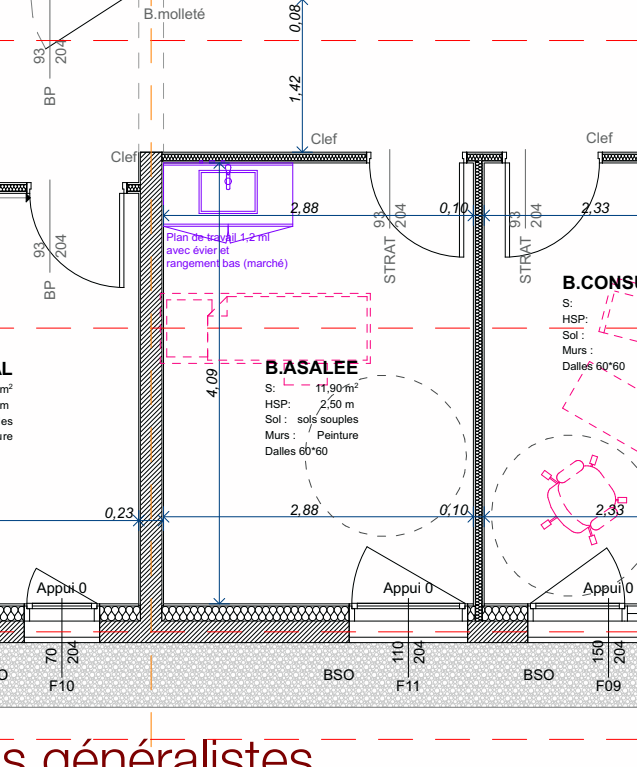 B.molleté
0,08
93
204
BP
1,42
Clef
Clef
Clef
2,88
0,10
2,33
93
204
BP
93
204
STRAT
93
204
STRAT
Plan de travail 1,2 ml
avec évier et
rangement bas (marché)
B.CONSU
S:
HSP:
Sol :
Murs :
Dalles 60*60
AL
m²
m
es
ure
B.ASALEE
S: 11,90 m²
HSP: 2,50 m
Sol : sols souples
Murs : Peinture
Dalles 60*60
4,09
0,23
2,88
0,10
2,33
Appui 0
Appui 0
Appui 0
70
204
110
204
150
204
O
F10
BSO
F11
BSO
F09
s généralistes